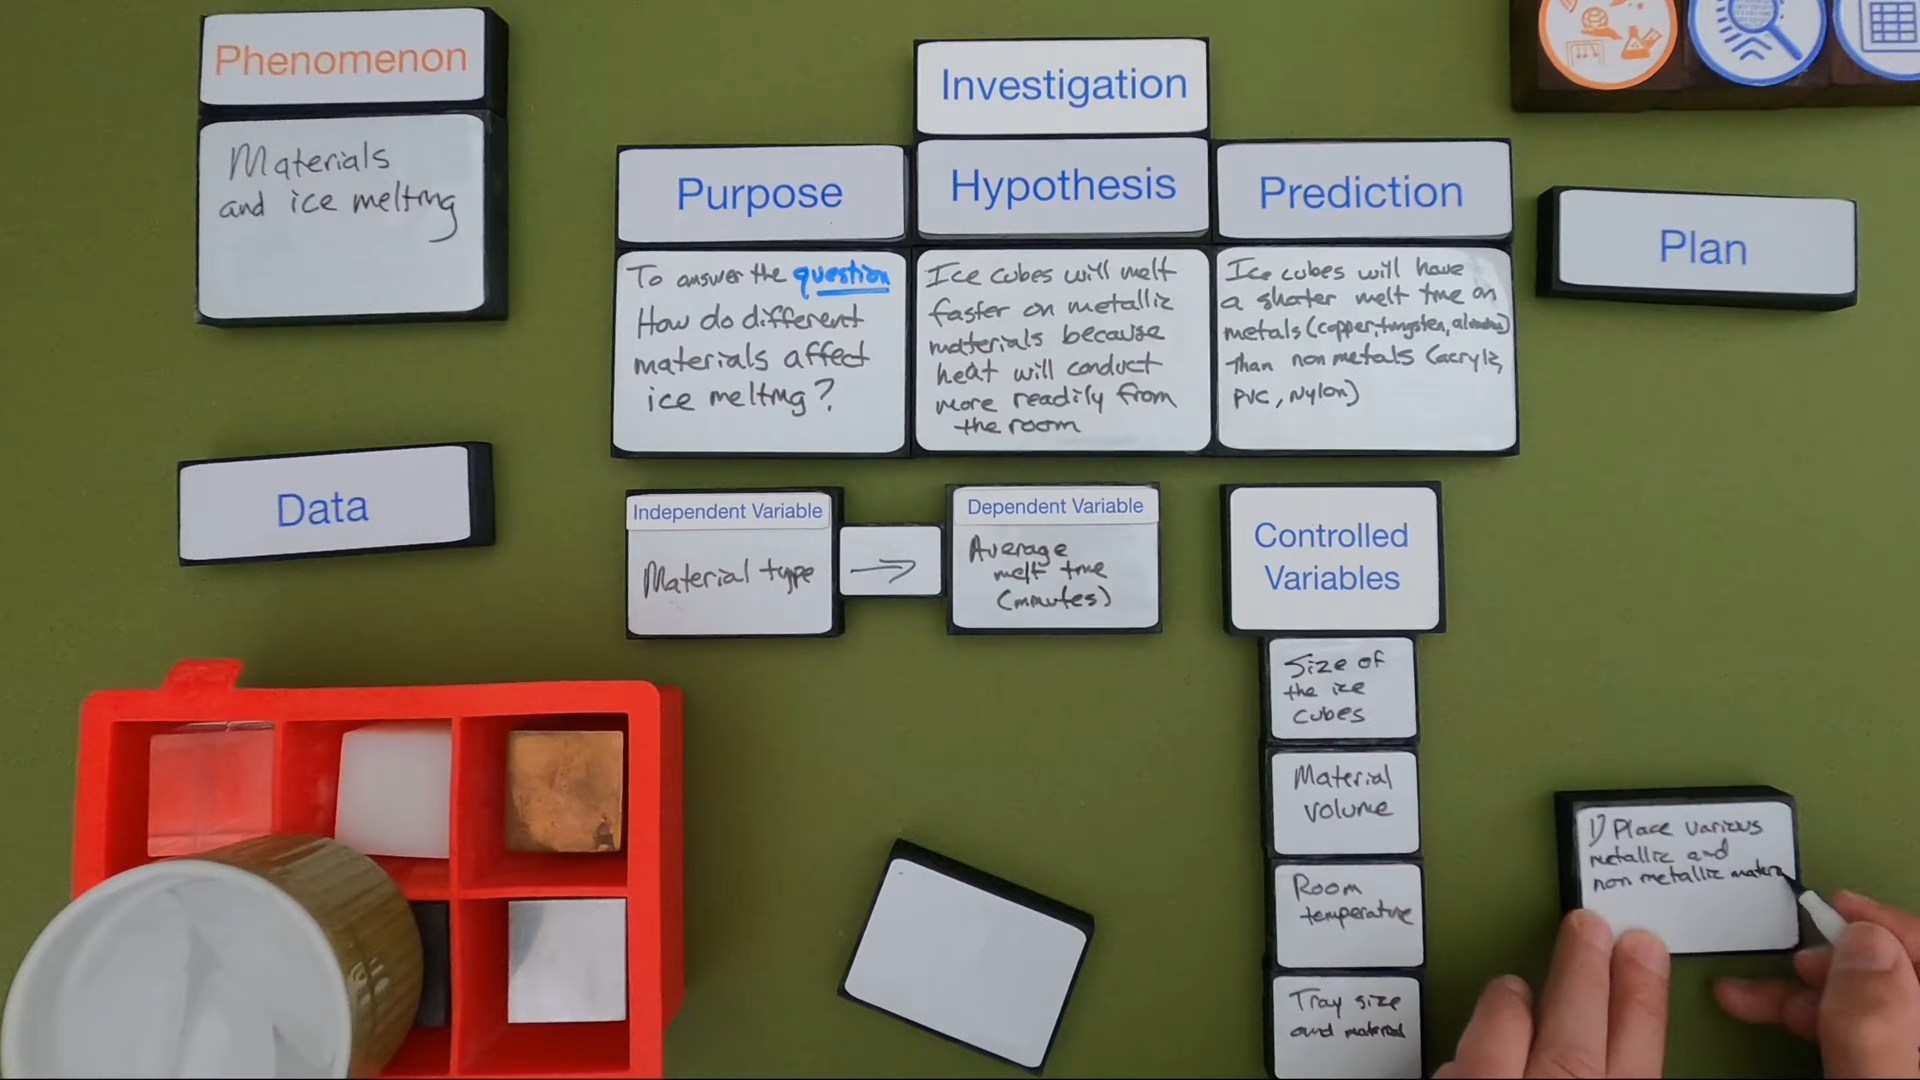 Phenomenon
Materials
and ice melting
Investigation
Purpose
To answer the question
How do different
materials affect
ice melting?
Hypothesis
Ice cubes will melt
faster on metallic
materials because
heat will conduct
more readily from
the room
Prediction
Ice cubes will have
a shorter melt time on
metals (copper, tungsten,
than non metals (acrylic,
PVC, Nylon)
Plan
Data
Independent Variable
Material type
Dependent Variable
Average
melt time
(minutes)
Controlled
Variables
Size of
the ice
cubes
Material
volume
Room
temperature
Tray size
and material
1) Place various
metallic and
non metallic materi